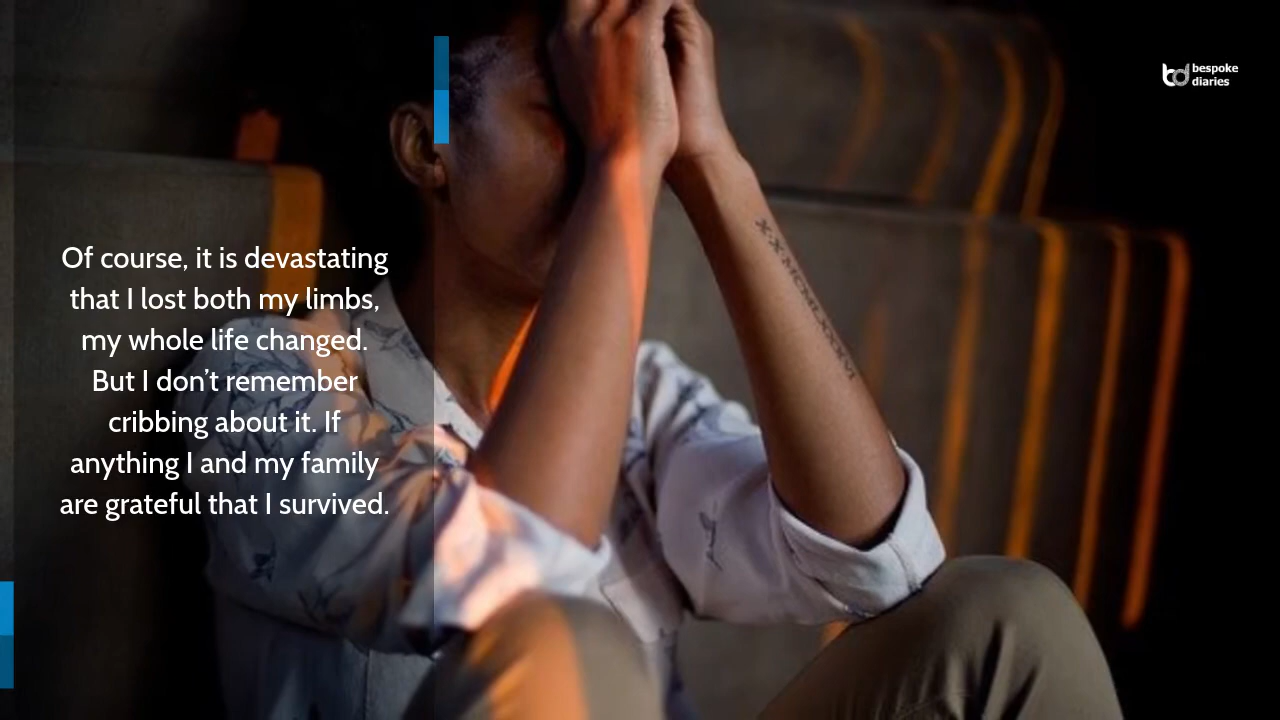 bespoke
diaries
Of course, it is devastating
that I lost both my limbs,
my whole life changed.
But I don’t remember
cribbing about it. If
anything I and my family
are grateful that I survived.